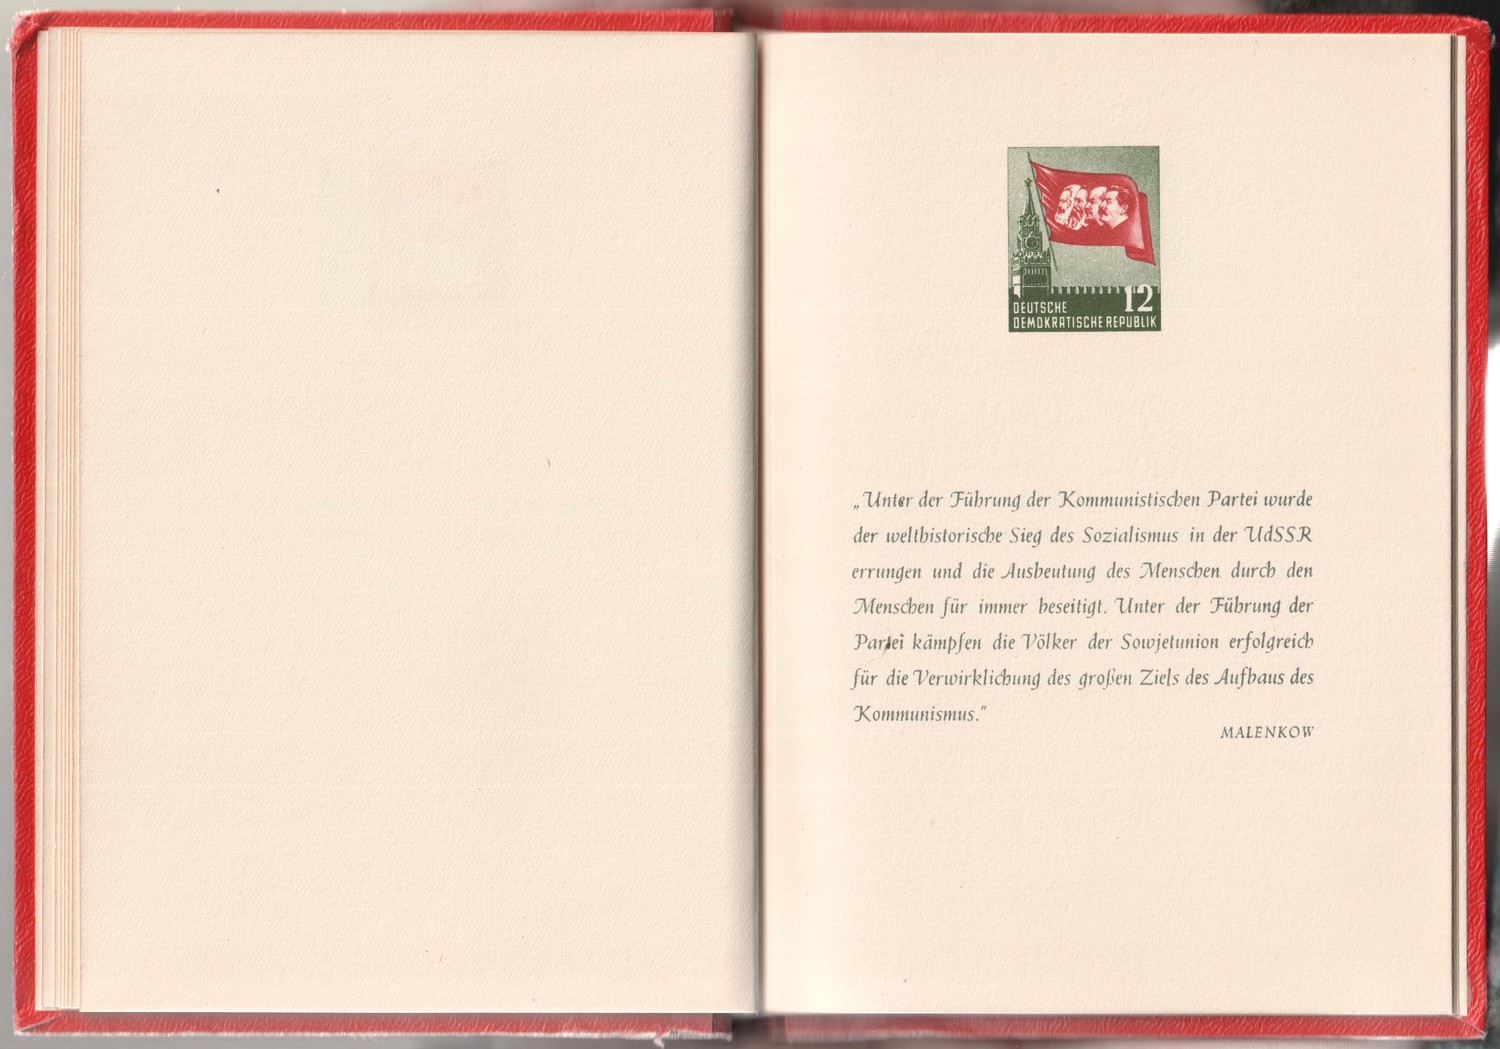 12
DEUTSCHE
DEMOKRATISCHE REPUBLIK
„Unter der Führung der Kommunistischen Partei wurde
der welthistorische Sieg des Sozialismus in der UdSSR
errungen und die Ausbeutung des Menschen durch den
Menschen für immer beseitigt. Unter der Führung der
Partei kämpfen die Völker der Sowjetunion erfolgreich
für die Verwirklichung des großen Ziels des Aufbaus des
Kommunismus.”
MALENKOW